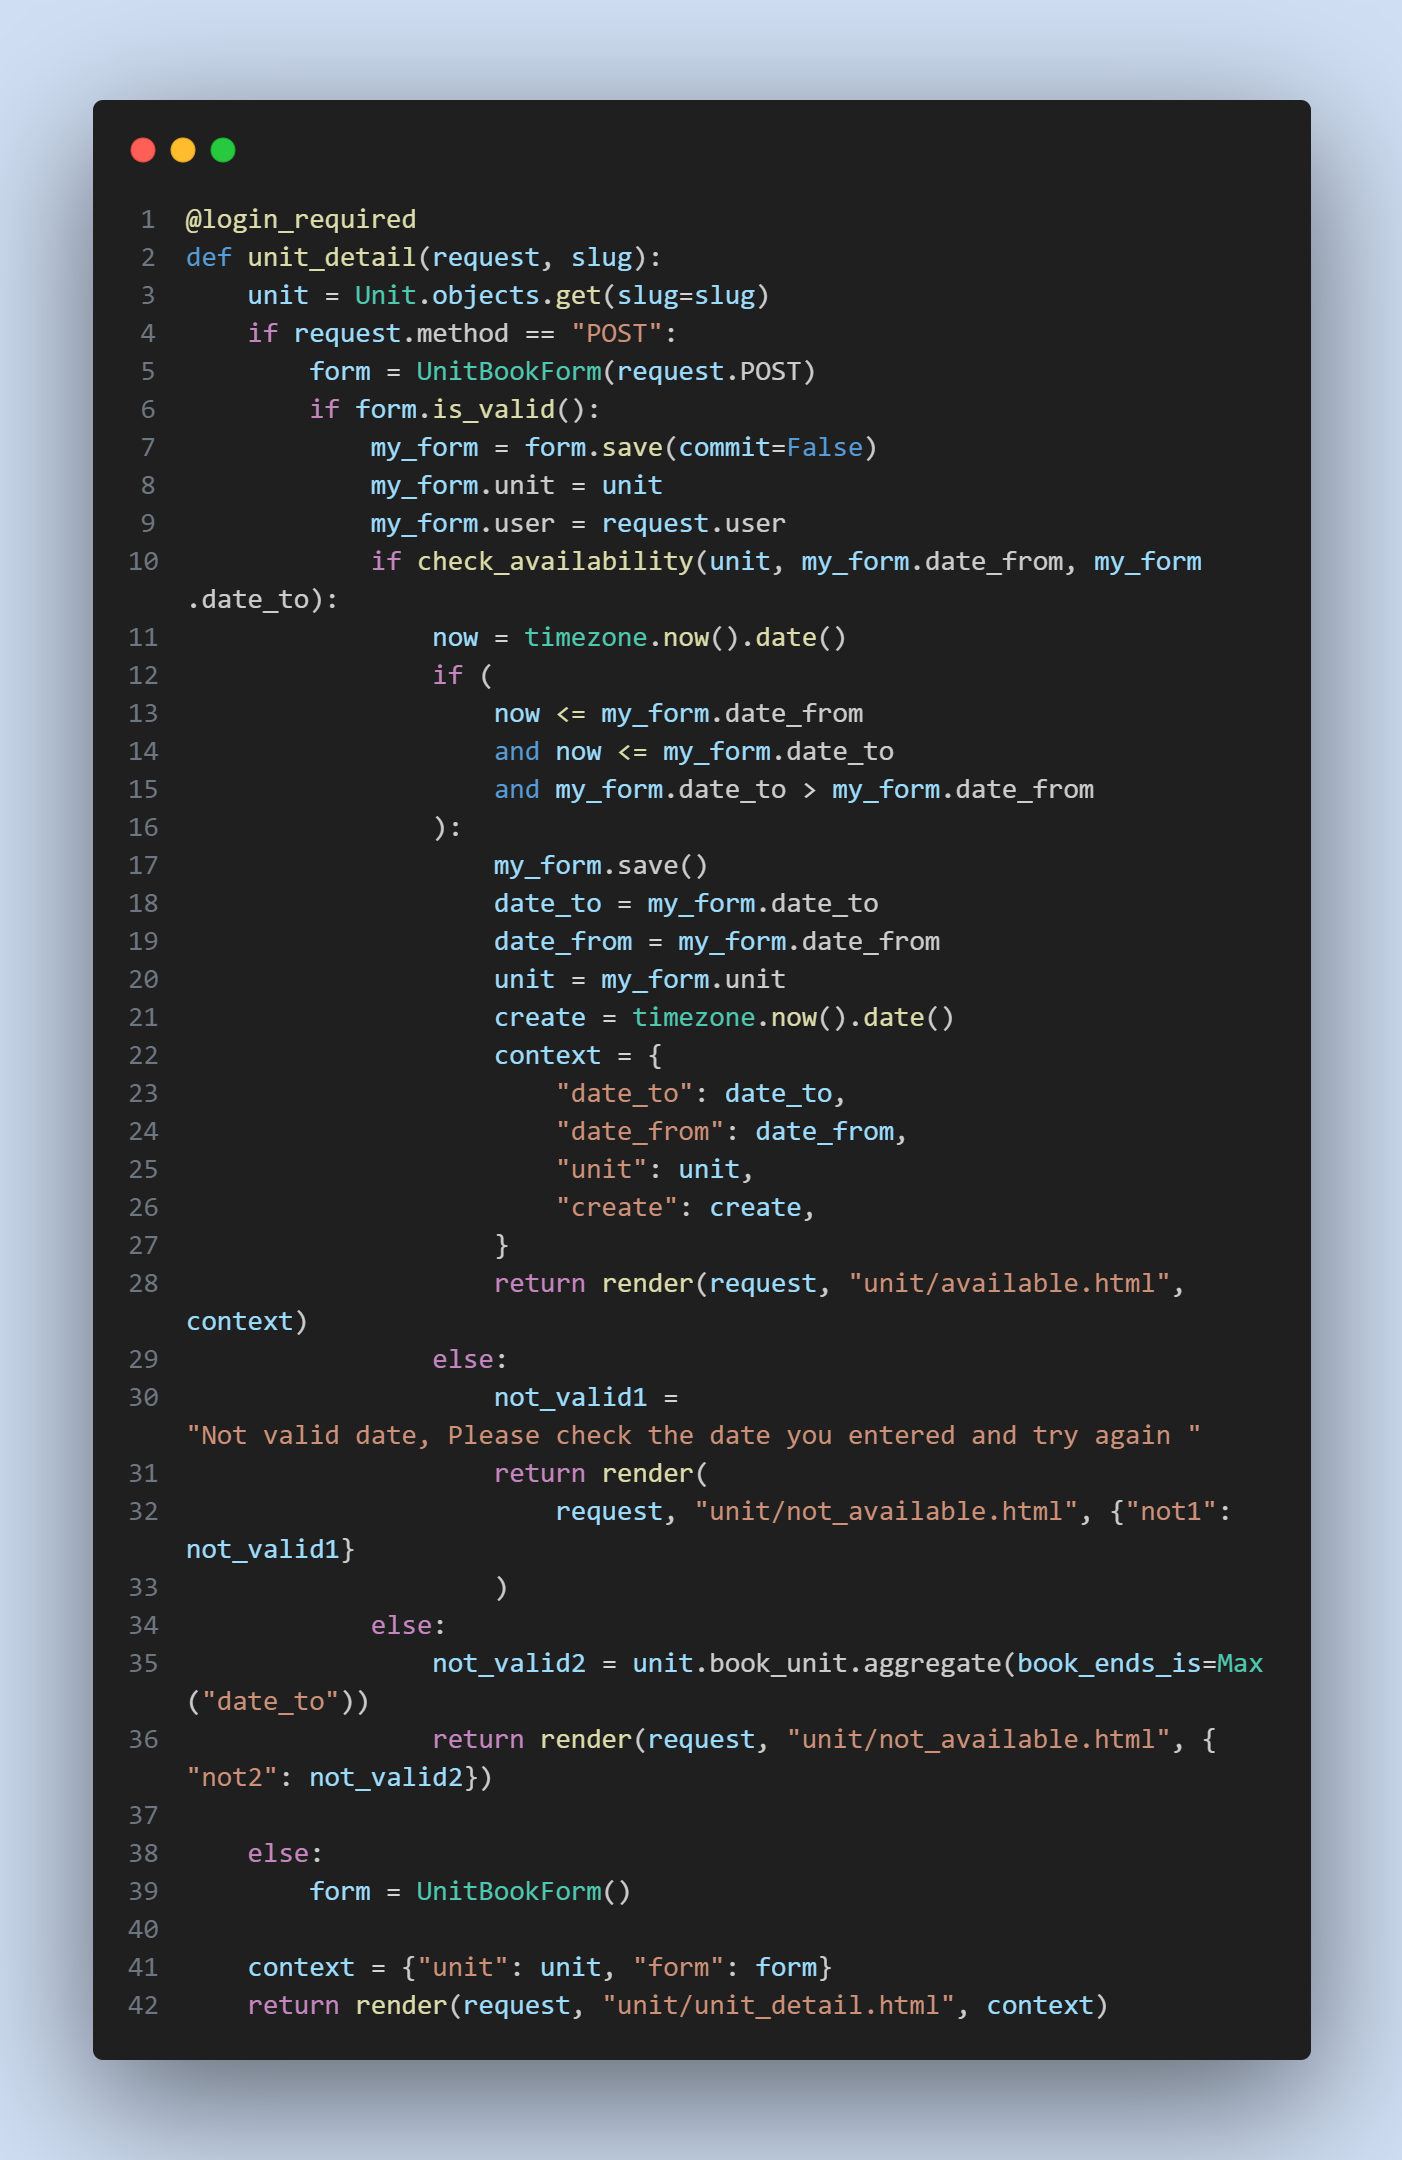 1 @login_required
2 def unit_detail(request, slug):
3     unit = Unit.objects.get(slug=slug)
4     if request.method == "POST":
5         form = UnitBookForm(request.POST)
6         if form.is_valid():
7             my_form = form.save(commit=False)
8             my_form.unit = unit
9             my_form.user = request.user
10             if check_availability(unit, my_form.date_from, my_form
.date_to):
11                 now = timezone.now().date()
12                 if (
13                     now <= my_form.date_from
14                     and now <= my_form.date_to
15                     and my_form.date_to > my_form.date_from
16                 ):
17                     my_form.save()
18                     date_to = my_form.date_to
19                     date_from = my_form.date_from
20                     unit = my_form.unit
21                     create = timezone.now().date()
22                     context = {
23                         "date_to": date_to,
24                         "date_from": date_from,
25                         "unit": unit,
26                         "create": create,
27                     }
28                     return render(request, "unit/available.html",
context)
29                 else:
30                     not_valid1 =
"Not valid date, Please check the date you entered and try again "
31                     return render(
32                         request, "unit/not_available.html", {"not1":
not_valid1}
33                     )
34             else:
35                 not_valid2 = unit.book_unit.aggregate(book_ends_is=Max
("date_to"))
36                 return render(request, "unit/not_available.html", {
"not2": not_valid2})
37
38     else:
39         form = UnitBookForm()
40
41     context = {"unit": unit, "form": form}
42     return render(request, "unit/unit_detail.html", context)